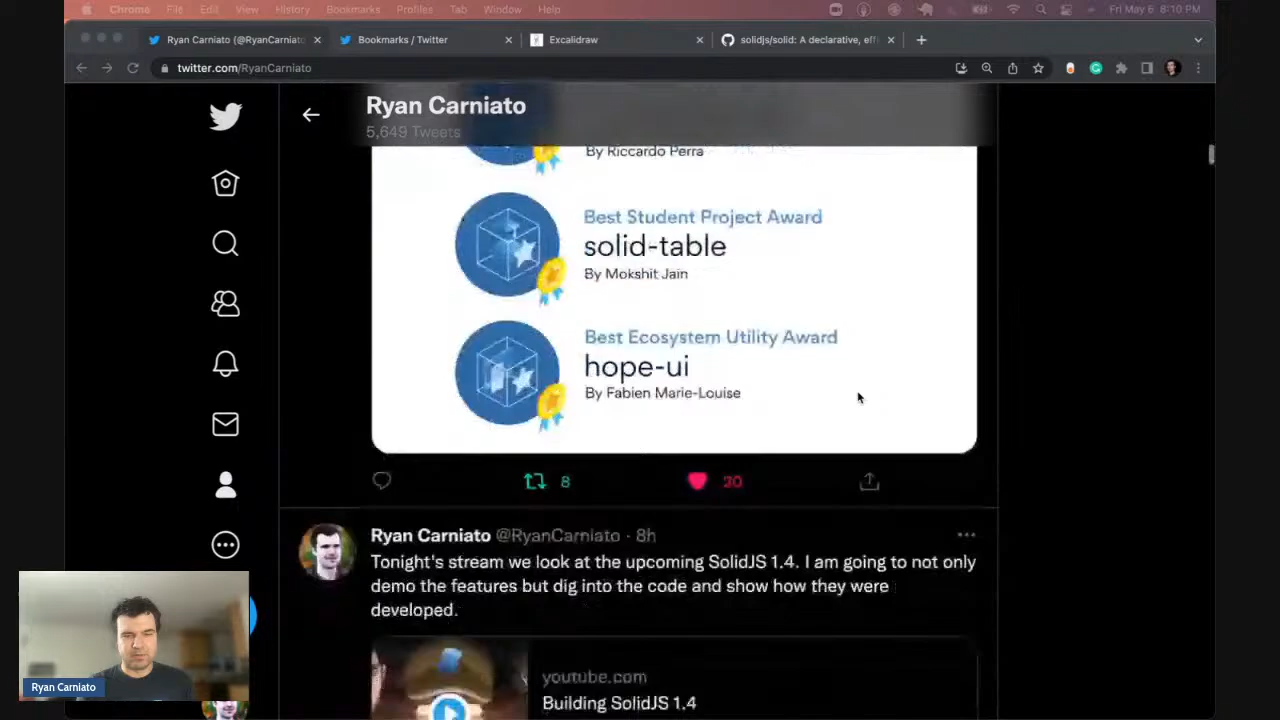 Chrome File Edit View History Bookmarks Profiles Tab Window Help Fri May 6 8:10 PM
Ryan Carniato (@RyanCarniato Bookmarks / Twitter Excalidraw solidjs/solid: A declarative, eff
twitter.com/RyanCarniato
Ryan Carniato
5,649 Tweets
By Riccardo Perra
Best Student Project Award
solid-table
By Mokshit Jain
Best Ecosystem Utility Award
hope-ui
By Fabien Marie-Louise
8 20
Ryan Carniato @RyanCarniato · 8h
Tonight's stream we look at the upcoming SolidJS 1.4. I am going to not only
demo the features but dig into the code and show how they were
developed.
youtube.com
Building SolidJS 1.4
Ryan Carniato